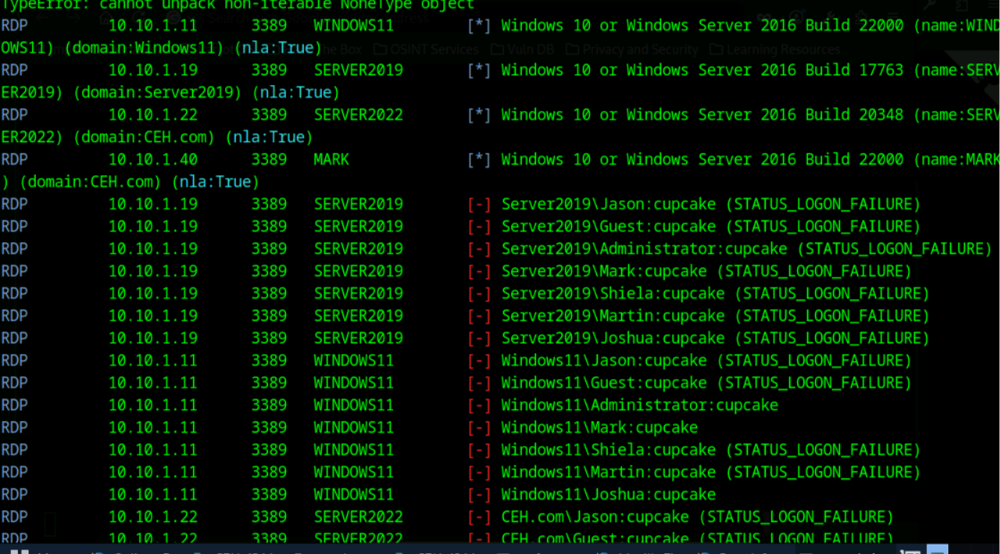 TypeError: cannot unpack non-iterable NoneType object
RDP 10.10.1.11 3389 WINDOWS11 [*] Windows 10 or Windows Server 2016 Build 22000 (name:WIND
OWS11) (domain:Windows11) (nla:True)
RDP 10.10.1.19 3389 SERVER2019 [*] Windows 10 or Windows Server 2016 Build 17763 (name:SERV
ER2019) (domain:Server2019) (nla:True)
RDP 10.10.1.22 3389 SERVER2022 [*] Windows 10 or Windows Server 2016 Build 20348 (name:SERV
ER2022) (domain:CEH.com) (nla:True)
RDP 10.10.1.40 3389 MARK [*] Windows 10 or Windows Server 2016 Build 22000 (name:MARK
) (domain:CEH.com) (nla:True)
RDP 10.10.1.19 3389 SERVER2019 [-] Server2019\Jason:cupcake (STATUS_LOGON_FAILURE)
RDP 10.10.1.19 3389 SERVER2019 [-] Server2019\Guest:cupcake (STATUS_LOGON_FAILURE)
RDP 10.10.1.19 3389 SERVER2019 [-] Server2019\Administrator:cupcake (STATUS_LOGON_FAILURE)
RDP 10.10.1.19 3389 SERVER2019 [-] Server2019\Mark:cupcake (STATUS_LOGON_FAILURE)
RDP 10.10.1.19 3389 SERVER2019 [-] Server2019\Shiela:cupcake (STATUS_LOGON_FAILURE)
RDP 10.10.1.19 3389 SERVER2019 [-] Server2019\Martin:cupcake (STATUS_LOGON_FAILURE)
RDP 10.10.1.19 3389 SERVER2019 [-] Server2019\Joshua:cupcake (STATUS_LOGON_FAILURE)
RDP 10.10.1.11 3389 WINDOWS11 [-] Windows11\Jason:cupcake (STATUS_LOGON_FAILURE)
RDP 10.10.1.11 3389 WINDOWS11 [-] Windows11\Guest:cupcake (STATUS_LOGON_FAILURE)
RDP 10.10.1.11 3389 WINDOWS11 [-] Windows11\Administrator:cupcake
RDP 10.10.1.11 3389 WINDOWS11 [-] Windows11\Mark:cupcake
RDP 10.10.1.11 3389 WINDOWS11 [-] Windows11\Shiela:cupcake (STATUS_LOGON_FAILURE)
RDP 10.10.1.11 3389 WINDOWS11 [-] Windows11\Martin:cupcake (STATUS_LOGON_FAILURE)
RDP 10.10.1.11 3389 WINDOWS11 [-] Windows11\Joshua:cupcake
RDP 10.10.1.22 3389 SERVER2022 [-] CEH.com\Jason:cupcake (STATUS_LOGON_FAILURE)
RDP 10.10.1.22 3389 SERVER2022 [-] CEH.com\Guest:cupcake (STATUS_LOGON_FAILURE)